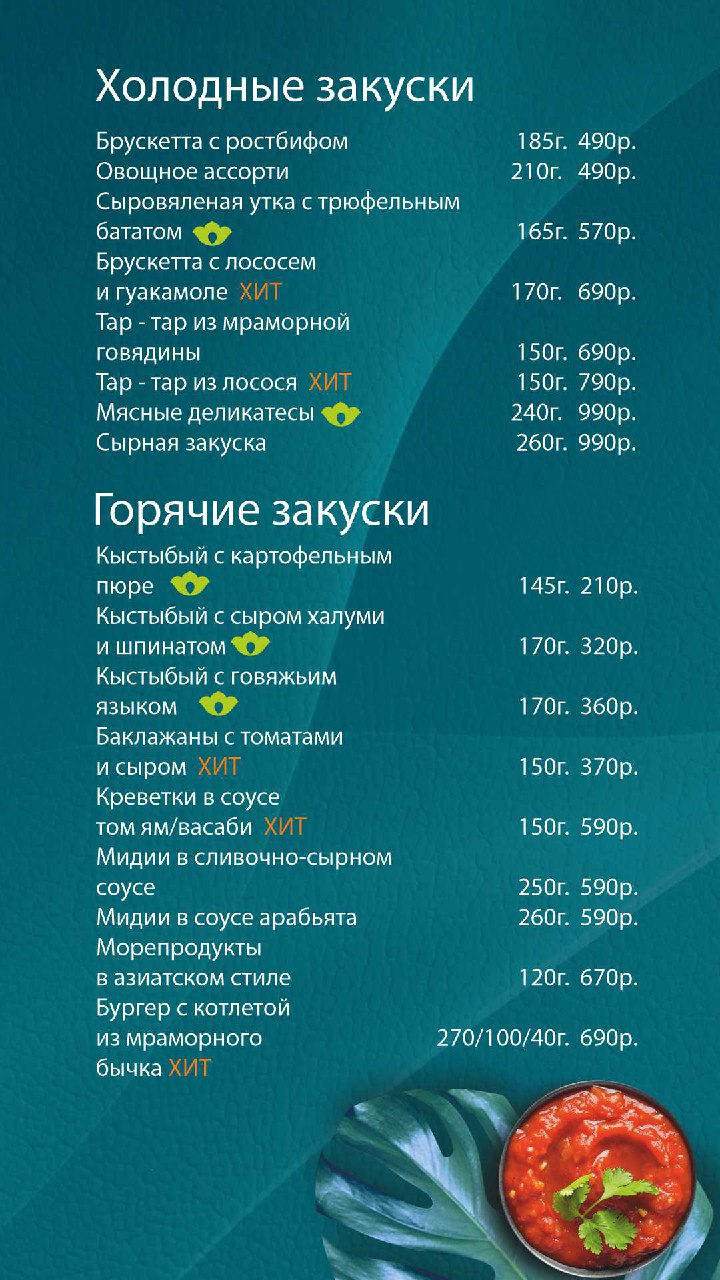 Холодные закуски
Брускетта с ростбифом 185г. 490р.
Овощное ассорти 210г. 490р.
Сыровяленая утка с трюфельным
бататом 165г. 570р.
Брускетта с лососем
и гуакамоле ХИТ 170г. 690р.
Тар - тар из мраморной
говядины 150г. 690р.
Тар - тар из лосося ХИТ 150г. 790р.
Мясные деликатесы 240г. 990р.
Сырная закуска 260г. 990р.
Горячие закуски
Кыстыбый с картофельным
пюре 145г. 210р.
Кыстыбый с сыром халуми
и шпинатом 170г. 320р.
Кыстыбый с говяжьим
языком 170г. 360р.
Баклажаны с томатами
и сыром ХИТ 150г. 370р.
Креветки в соусе
том ям/васаби ХИТ 150г. 590р.
Мидии в сливочно-сырном
соусе 250г. 590р.
Мидии в соусе арабьята 260г. 590р.
Морепродукты
в азиатском стиле 120г. 670р.
Бургер с котлетой
из мраморного 270/100/40г. 690р.
бычка ХИТ